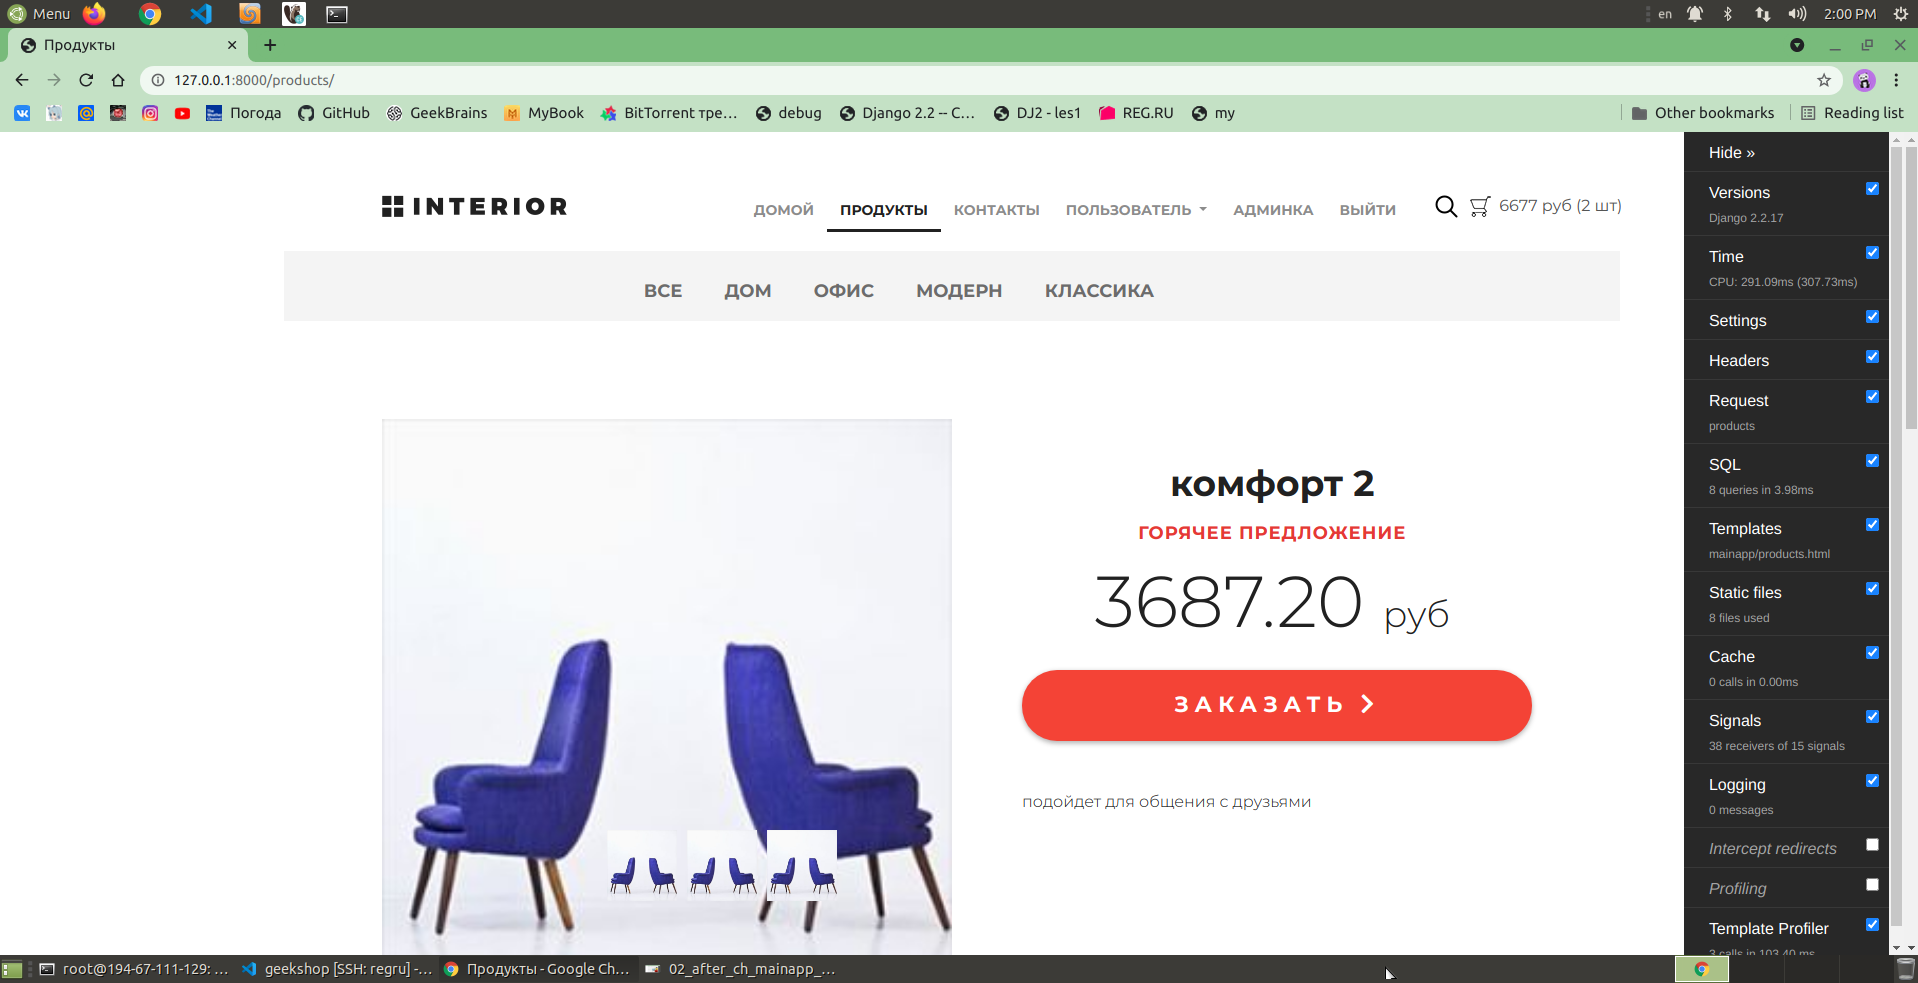 Menu
en
2:00 PM
Продукты
127.0.0.1:8000/products/
Погода
GitHub
GeekBrains
MyBook
BitTorrent тре...
debug
Django 2.2 -- C...
DJ2 - les1
REG.RU
my
Other bookmarks
Reading list
INTERIOR
ДОМОЙ
ПРОДУКТЫ
КОНТАКТЫ
ПОЛЬЗОВАТЕЛЬ
АДМИНКА
ВЫЙТИ
6677 руб (2 шт)
ВСЕ
ДОМ
ОФИС
МОДЕРН
КЛАССИКА
комфорт 2
ГОРЯЧЕЕ ПРЕДЛОЖЕНИЕ
3687.20 руб
ЗАКАЗАТЬ
подойдет для общения с друзьями
Hide »
Versions
Django 2.2.17
Time
CPU: 291.09ms (307.73ms)
Settings
Headers
Request
products
SQL
8 queries in 3.98ms
Templates
mainapp/products.html
Static files
8 files used
Cache
0 calls in 0.00ms
Signals
38 receivers of 15 signals
Logging
0 messages
Intercept redirects
Profiling
Template Profiler
3 calls in 103.40 ms
root@194-67-111-129: ...
geekshop [SSH: regru] -...
Продукты - Google Ch...
02_after_ch_mainapp_...